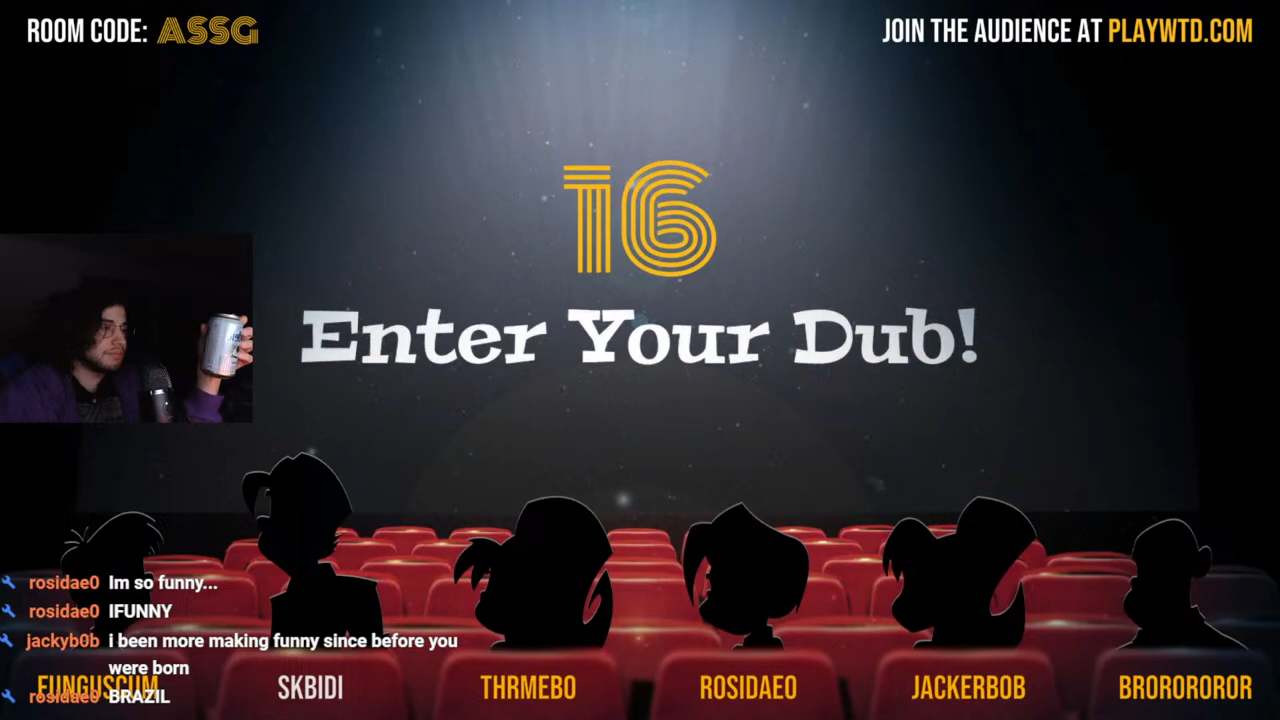 ROOM CODE: ASSG
JOIN THE AUDIENCE AT PLAYWTD.COM
16
Enter Your Dub!
rosidae0 Im so funny...
rosidae0 IFUNNY
jackyb0b i been more making funny since before you
were born
rosidae0 BRAZIL
FUNGUSCUM
SKBIDI
THRMEBO
ROSIDAEO
JACKERBOB
BROROROROR